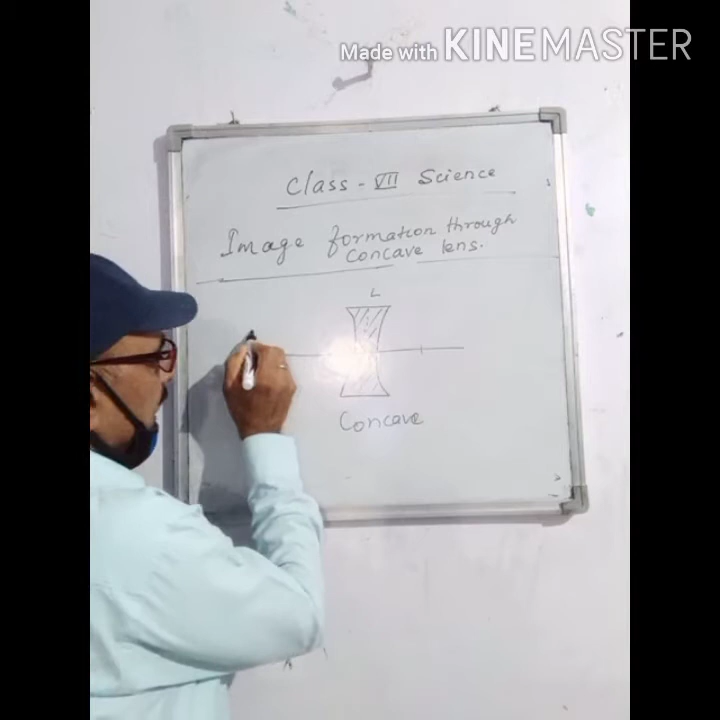 Made with KINEMASTER
Class - VII Science
Image formation through
concave lens.
L
Concave